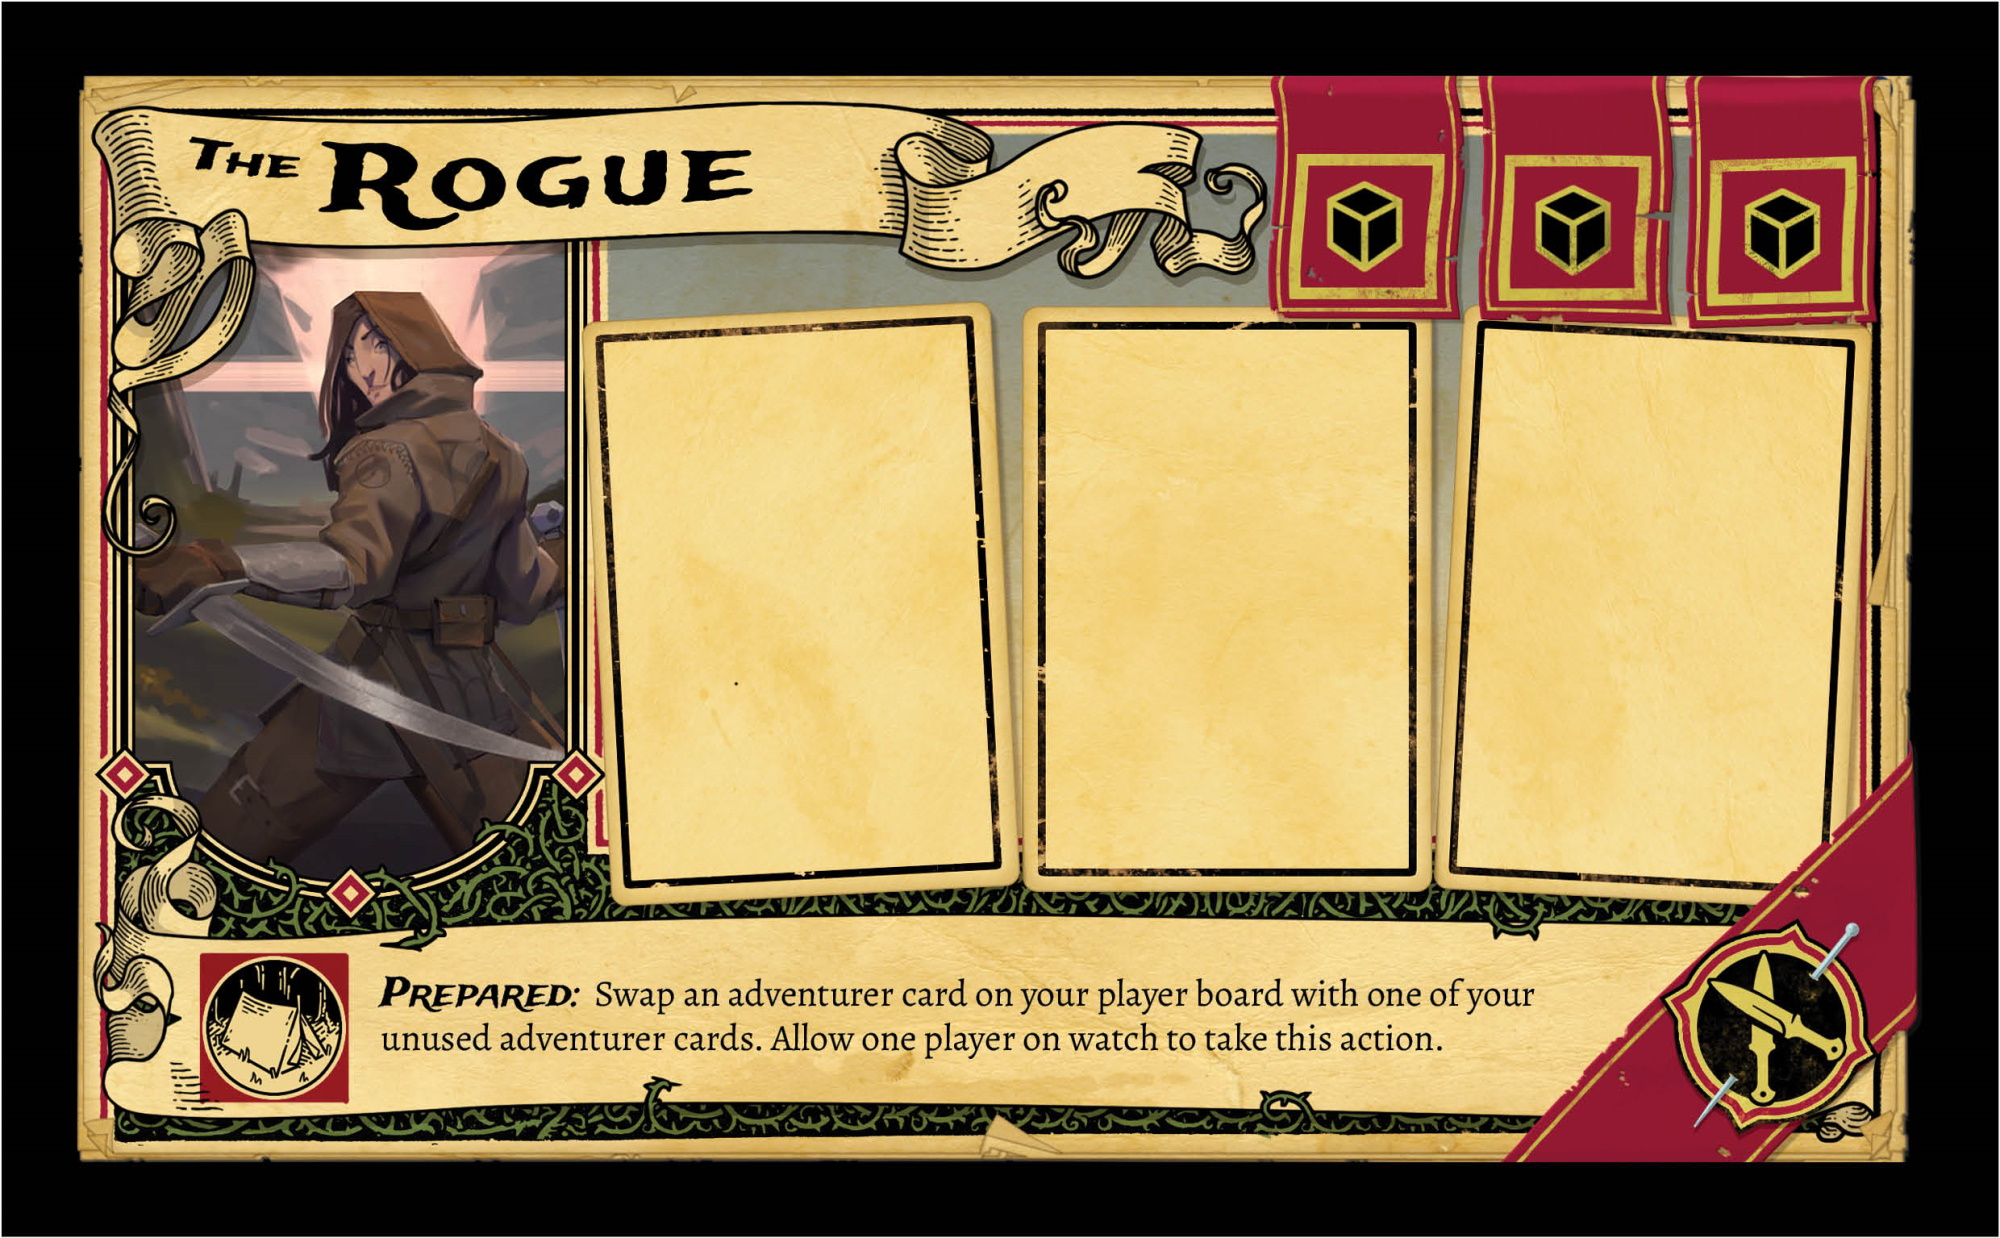 The Rogue
Prepared: Swap an adventurer card on your player board with one of your
unused adventurer cards. Allow one player on watch to take this action.